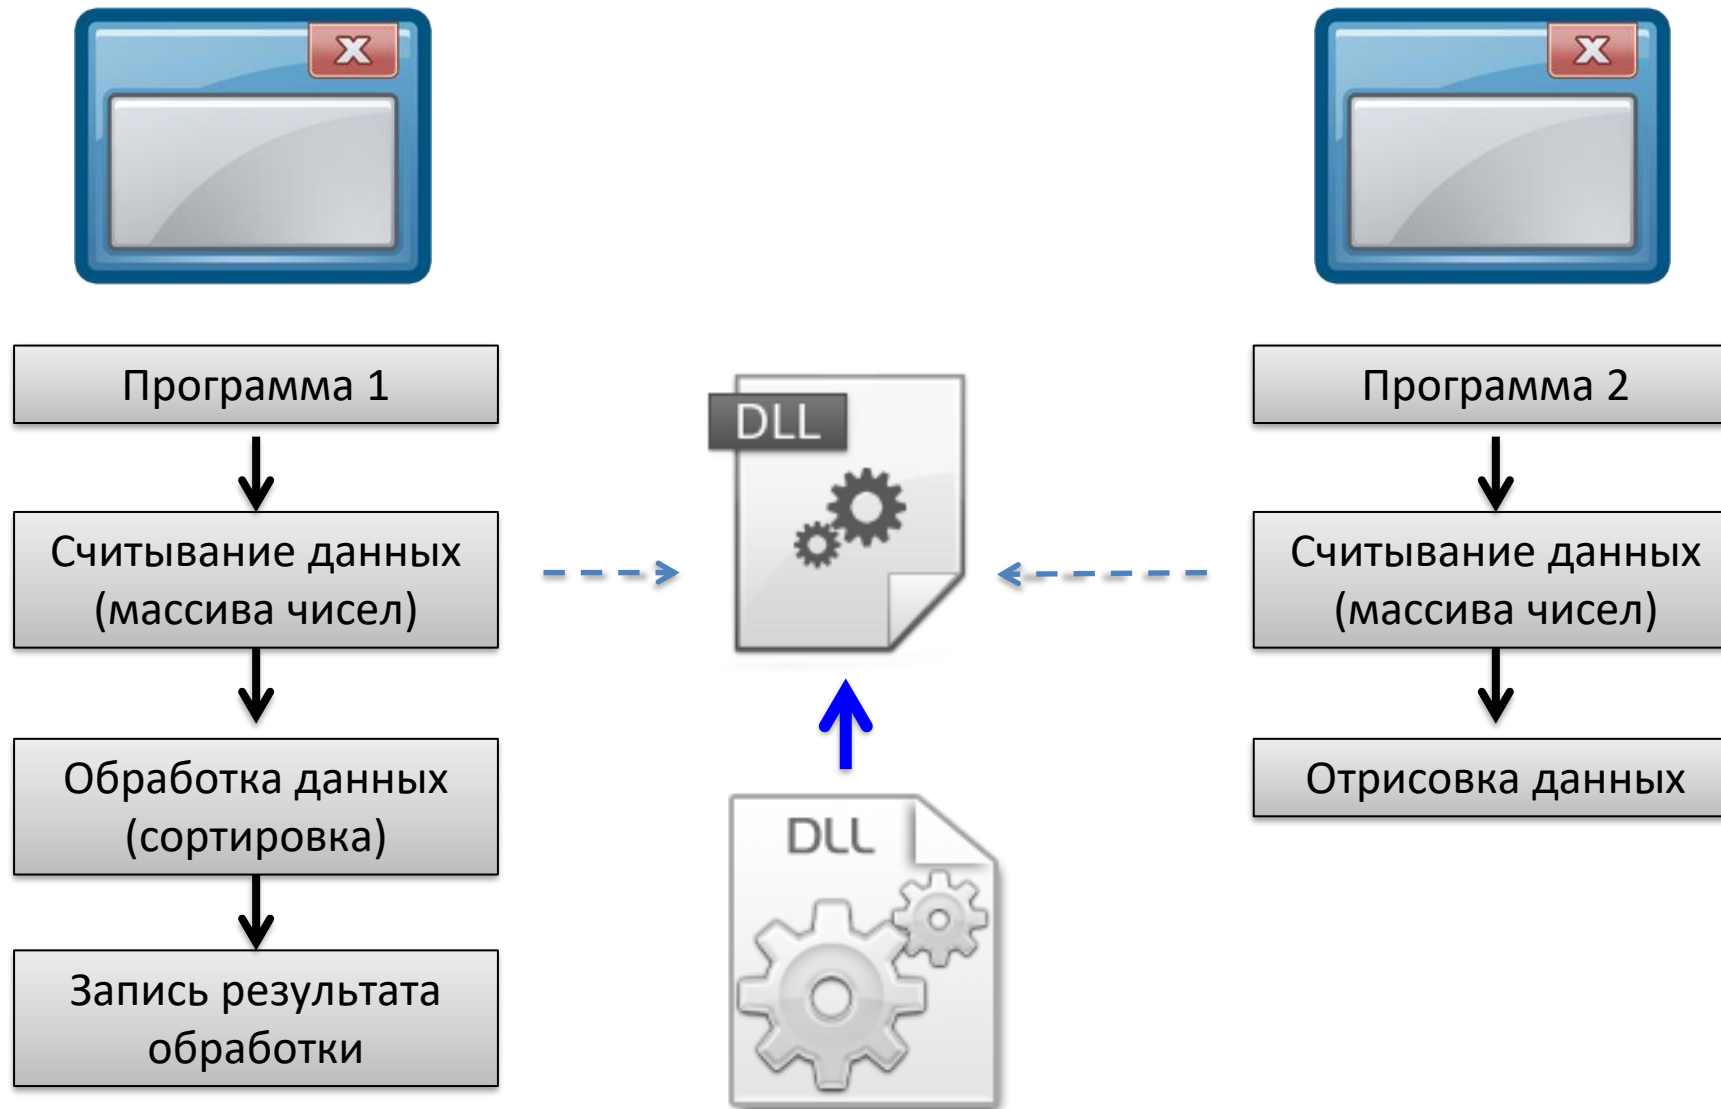 Программа 1
Считывание данных
(массива чисел)
Обработка данных
(сортировка)
Запись результата
обработки
DLL
DLL
Программа 2
Считывание данных
(массива чисел)
Отрисовка данных